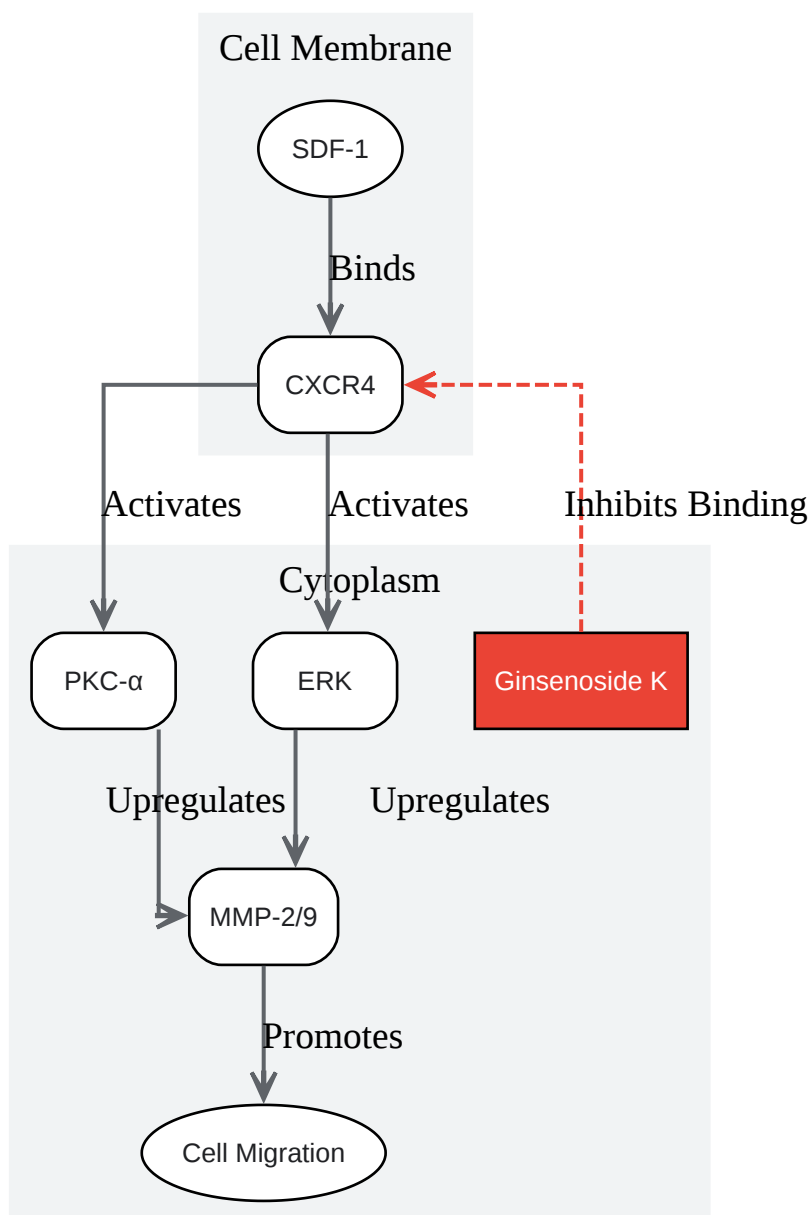 Cell Membrane
SDF-1
Binds
CXCR4
Activates
Activates
Inhibits Binding
Cytoplasm
PKC-α
ERK
Ginsenoside K
Upregulates
Upregulates
MMP-2/9
Promotes
Cell Migration